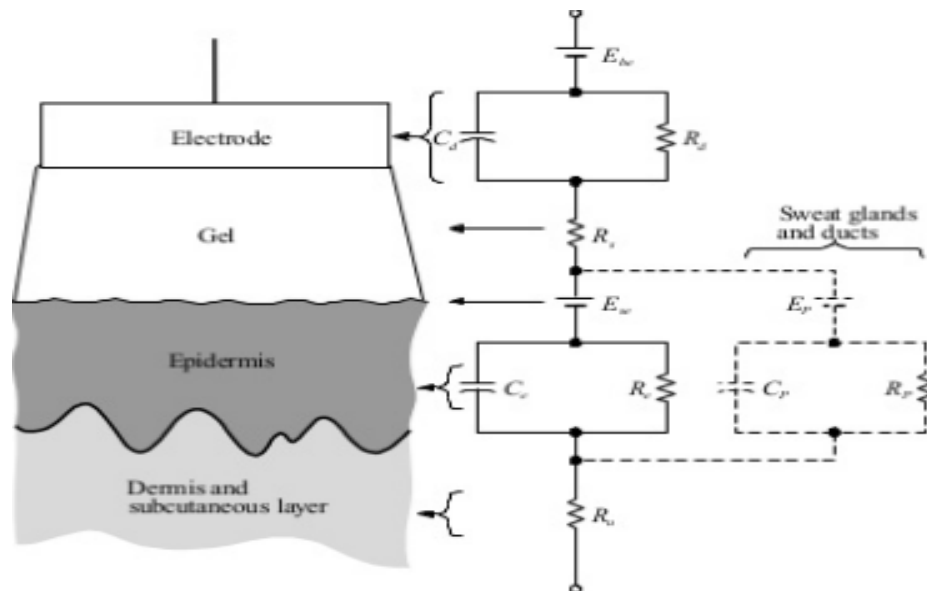 E_he
Electrode
C_d
R_d
Sweat glands
and ducts
Gel
R_s
E_se
E_P
Epidermis
C_e
R_e
C_P
R_P
Dermis and
subcutaneous layer
R_u